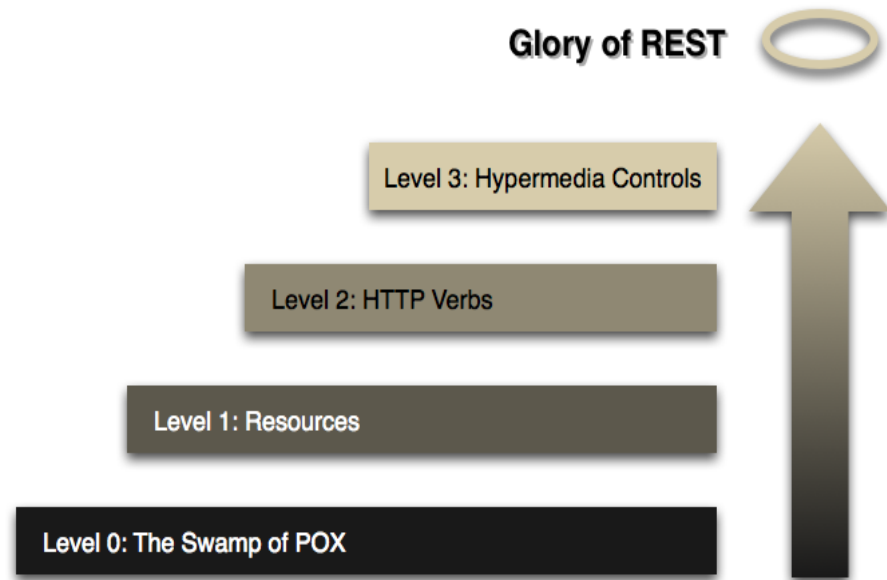 Glory of REST
Level 3: Hypermedia Controls
Level 2: HTTP Verbs
Level 1: Resources
Level 0: The Swamp of POX